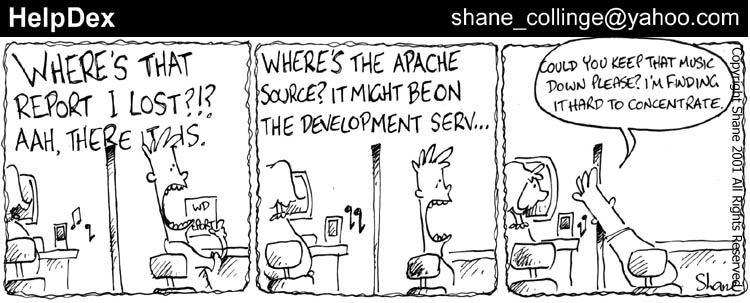 HelpDex
shane_collinge@yahoo.com
WHERE'S THAT
REPORT I LOST?!?
AAH, THERE IT IS.
WD
REPORT
WHERE'S THE APACHE
SOURCE? IT MIGHT BE ON
THE DEVELOPMENT SERV...
COULD YOU KEEP THAT MUSIC
DOWN PLEASE? I'M FINDING
IT HARD TO CONCENTRATE.
Shane
Copyright Shane 2001 All Rights Reserved